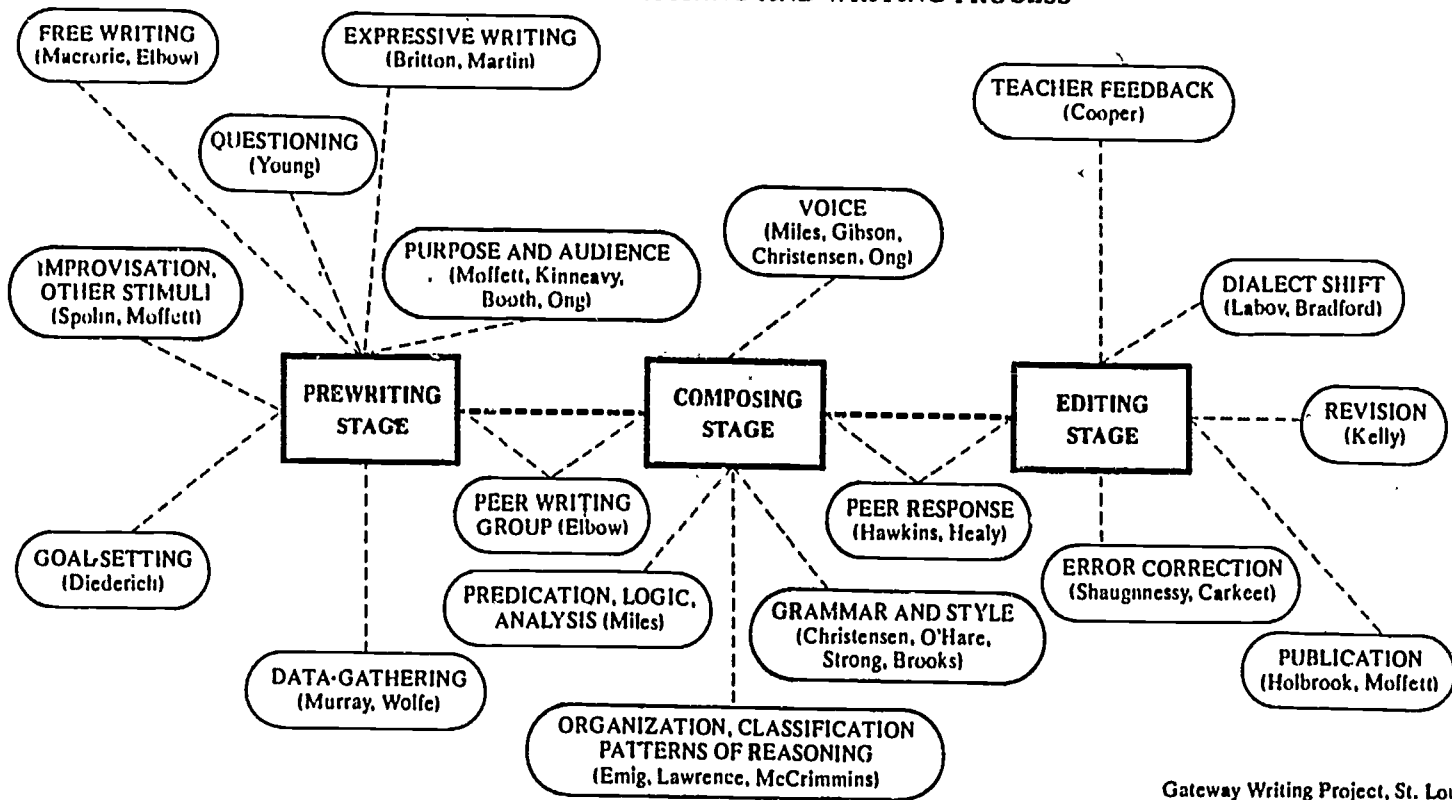 WRITING PROCESS
FREE WRITING
(Macrorie, Elbow)
EXPRESSIVE WRITING
(Britton, Martin)
TEACHER FEEDBACK
(Cooper)
QUESTIONING
(Young)
VOICE
(Miles, Gibson,
Christensen, Ong)
PURPOSE AND AUDIENCE
(Moffett, Kinneavy,
Booth, Ong)
IMPROVISATION,
OTHER STIMULI
(Spolin, Moffett)
DIALECT SHIFT
(Labov, Bradford)
PREWRITING
STAGE
COMPOSING
STAGE
EDITING
STAGE
REVISION
(Kelly)
PEER WRITING
GROUP (Elbow)
PEER RESPONSE
(Hawkins, Healy)
GOAL-SETTING
(Diederich)
ERROR CORRECTION
(Shaughnessy, Carkeet)
PREDICATION, LOGIC,
ANALYSIS (Miles)
GRAMMAR AND STYLE
(Christensen, O'Hare,
Strong, Brooks)
DATA-GATHERING
(Murray, Wolfe)
PUBLICATION
(Holbrook, Moffett)
ORGANIZATION, CLASSIFICATION
PATTERNS OF REASONING
(Emig, Lawrence, McCrimmins)
Gateway Writing Project, St. Lou